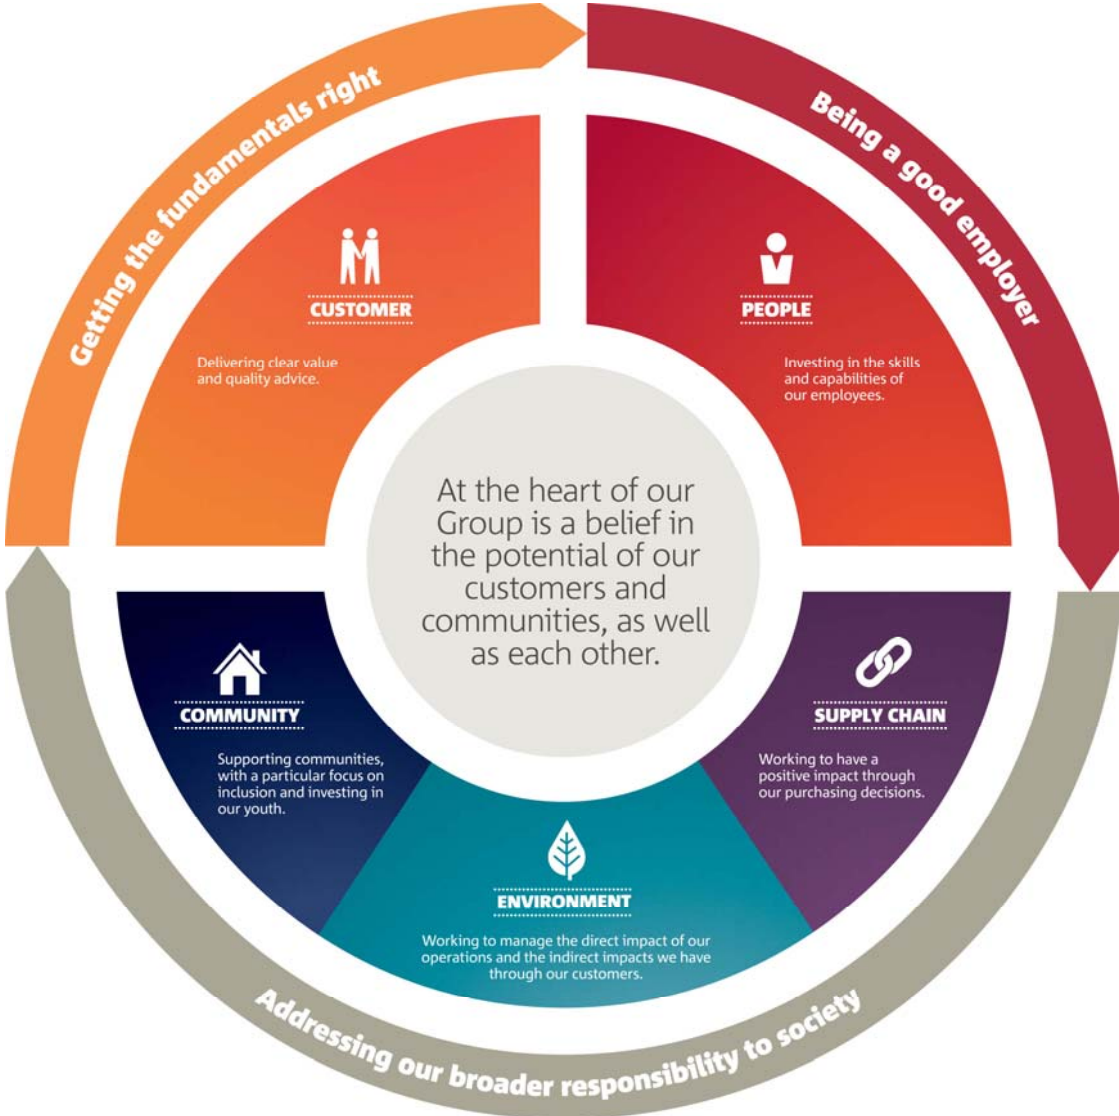 Getting the fundamentals right
Being a good employer
CUSTOMER
Delivering clear value
and quality advice.
PEOPLE
Investing in the skills
and capabilities of
our employees.
At the heart of our
Group is a belief in
the potential of our
customers and
communities, as well
as each other.
COMMUNITY
Supporting communities,
with a particular focus on
inclusion and investing in
our youth.
SUPPLY CHAIN
Working to have a
positive impact through
our purchasing decisions.
ENVIRONMENT
Working to manage the direct impact of our
operations and the indirect impacts we have
through our customers.
Addressing our broader responsibility to society